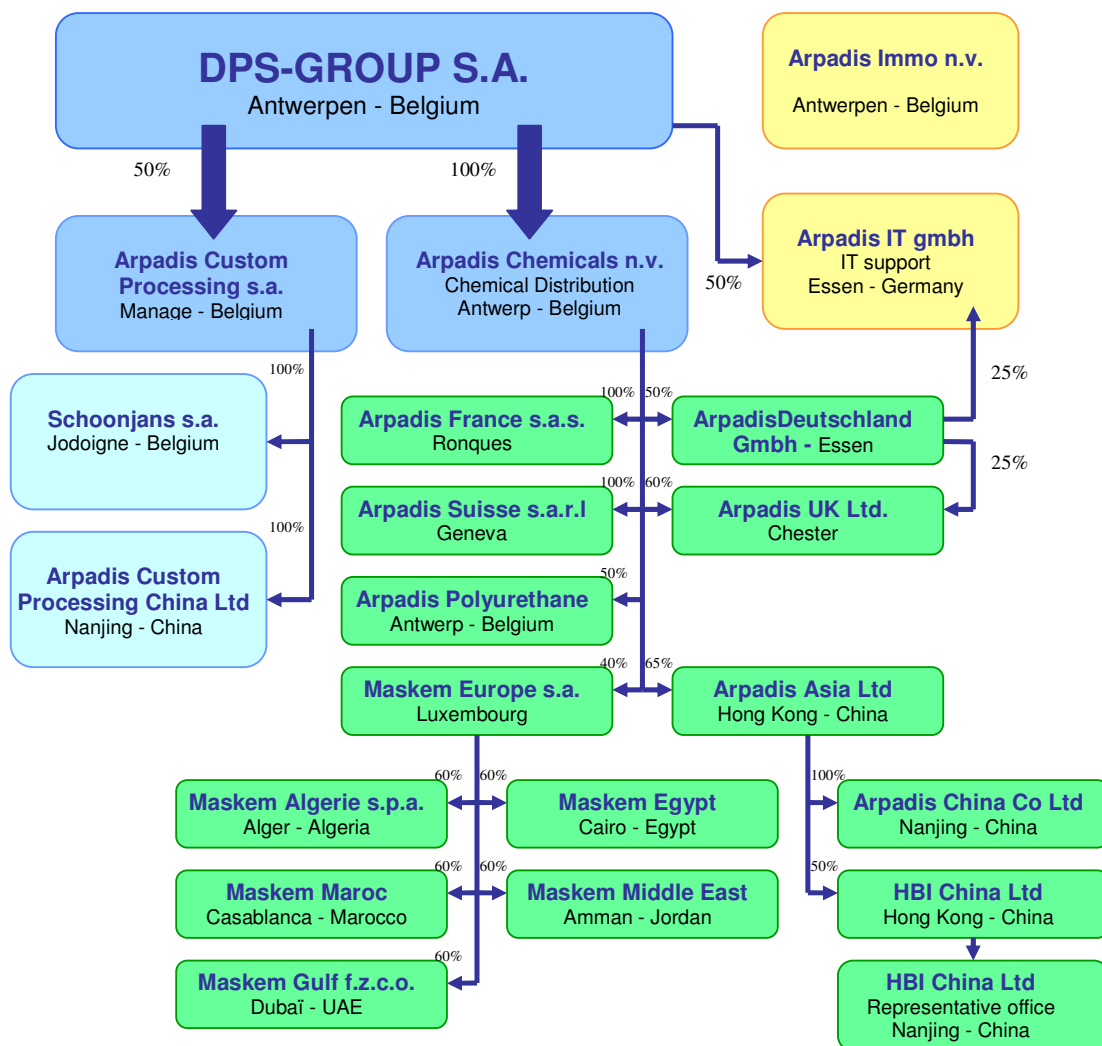 DPS-GROUP S.A.
Antwerpen - Belgium
Arpadis Immo n.v.
Antwerpen - Belgium
50%
100%
Arpadis Custom
Processing s.a.
Manage - Belgium
Arpadis Chemicals n.v.
Chemical Distribution
Antwerp - Belgium
50%
Arpadis IT gmbh
IT support
Essen - Germany
100%
25%
Schoonjans s.a.
Jodoigne - Belgium
100%
50%
Arpadis France s.a.s.
Ronques
ArpadisDeutschland
Gmbh - Essen
25%
100%
60%
Arpadis Suisse s.a.r.l
Geneva
Arpadis UK Ltd.
Chester
100%
Arpadis Custom
Processing China Ltd
Nanjing - China
50%
Arpadis Polyurethane
Antwerp - Belgium
40%
65%
Maskem Europe s.a.
Luxembourg
Arpadis Asia Ltd
Hong Kong - China
60%
60%
100%
Maskem Algerie s.p.a.
Alger - Algeria
Maskem Egypt
Cairo - Egypt
Arpadis China Co Ltd
Nanjing - China
60%
60%
50%
Maskem Maroc
Casablanca - Marocco
Maskem Middle East
Amman - Jordan
HBI China Ltd
Hong Kong - China
60%
Maskem Gulf f.z.c.o.
Dubaï - UAE
HBI China Ltd
Representative office
Nanjing - China